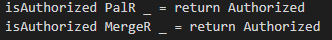 isAuthorized PalR _ = return Authorized
isAuthorized MergeR _ = return Authorized